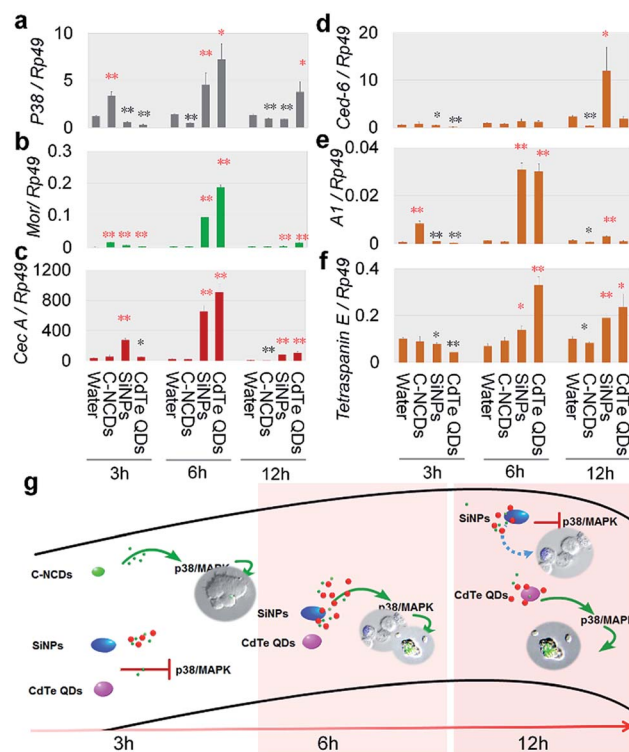 a
P38 / Rp49
10
5
0
**
**
**
**
**
*
**
**
*
b
Mor/ Rp49
0.3
0.2
0.1
0
**
**
**
**
**
**
**
c
Cec A / Rp49
1200
800
400
0
**
*
**
**
**
**
**
Water
C-NCDs
SiNPs
CdTe QDs
Water
C-NCDs
SiNPs
CdTe QDs
Water
C-NCDs
SiNPs
CdTe QDs
3h
6h
12h
d
Ced-6 / Rp49
20
10
0
*
**
**
*
e
A1 / Rp49
0.04
0.02
0
**
**
**
**
**
*
**
f
Tetraspanin E / Rp49
0.4
0.2
0
*
**
*
**
*
**
*
Water
C-NCDs
SiNPs
CdTe QDs
Water
C-NCDs
SiNPs
CdTe QDs
Water
C-NCDs
SiNPs
CdTe QDs
3h
6h
12h
g
C-NCDs
p38/MAPK
SiNPs
p38/MAPK
CdTe QDs
SiNPs
CdTe QDs
p38/MAPK
SiNPs
p38/MAPK
CdTe QDs
p38/MAPK
3h
6h
12h